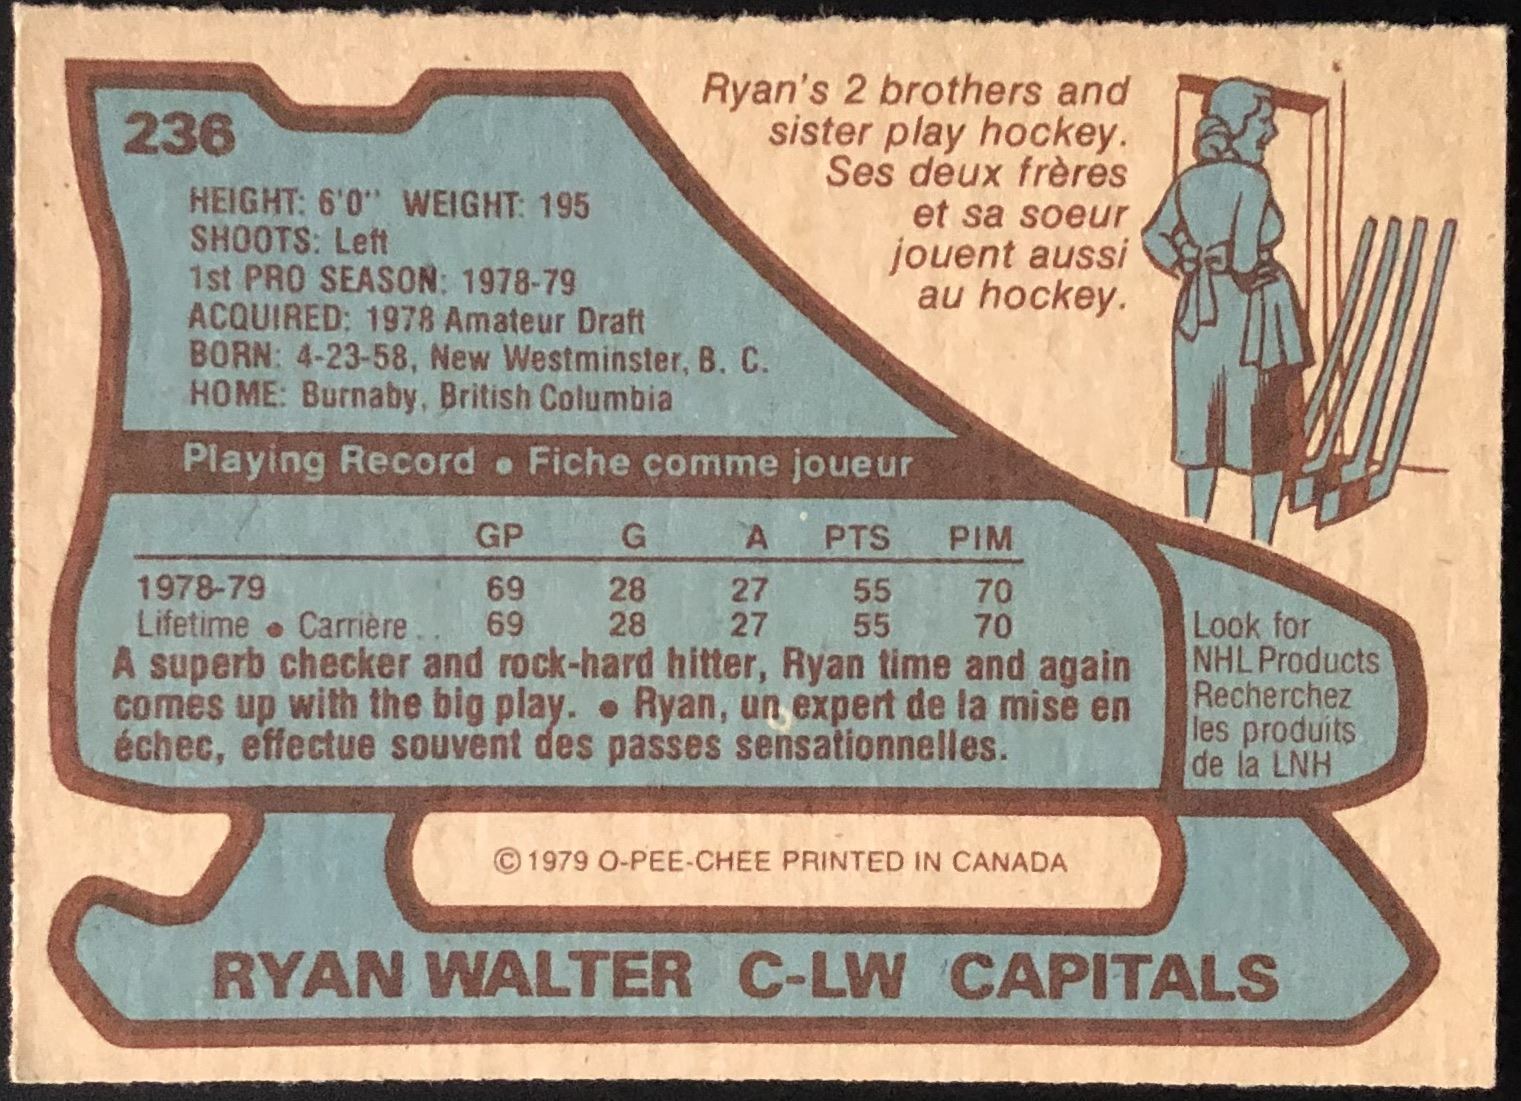 236
Ryan's 2 brothers and
sister play hockey.
Ses deux frères
et sa soeur
jouent aussi
au hockey.
HEIGHT: 6'0" WEIGHT: 195
SHOOTS: Left
1st PRO SEASON: 1978-79
ACQUIRED: 1978 Amateur Draft
BORN: 4-23-58, New Westminster, B. C.
HOME: Burnaby, British Columbia
Playing Record • Fiche comme joueur
GP G A PTS PIM
1978-79 69 28 27 55 70
Lifetime • Carrière .. 69 28 27 55 70
A superb checker and rock-hard hitter, Ryan time and again
comes up with the big play. • Ryan, un expert de la mise en
échec, effectue souvent des passes sensationnelles.
Look for
NHL Products
Recherchez
les produits
de la LNH
© 1979 O-PEE-CHEE PRINTED IN CANADA
RYAN WALTER C-LW CAPITALS